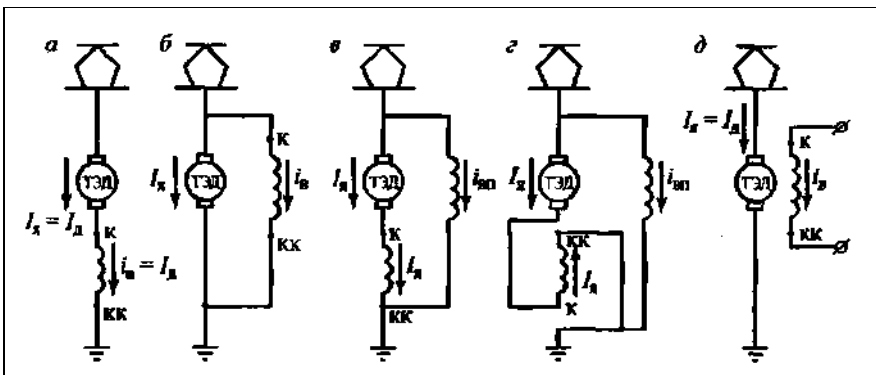 а б в г д
Iя = Iд
Iя Iя Iя
ТЭД ТЭД ТЭД ТЭД ТЭД
К К
iв iвп iвп iв
Iя = Iд
К КК К КК КК
iв = Iд Iя Iя
КК КК К